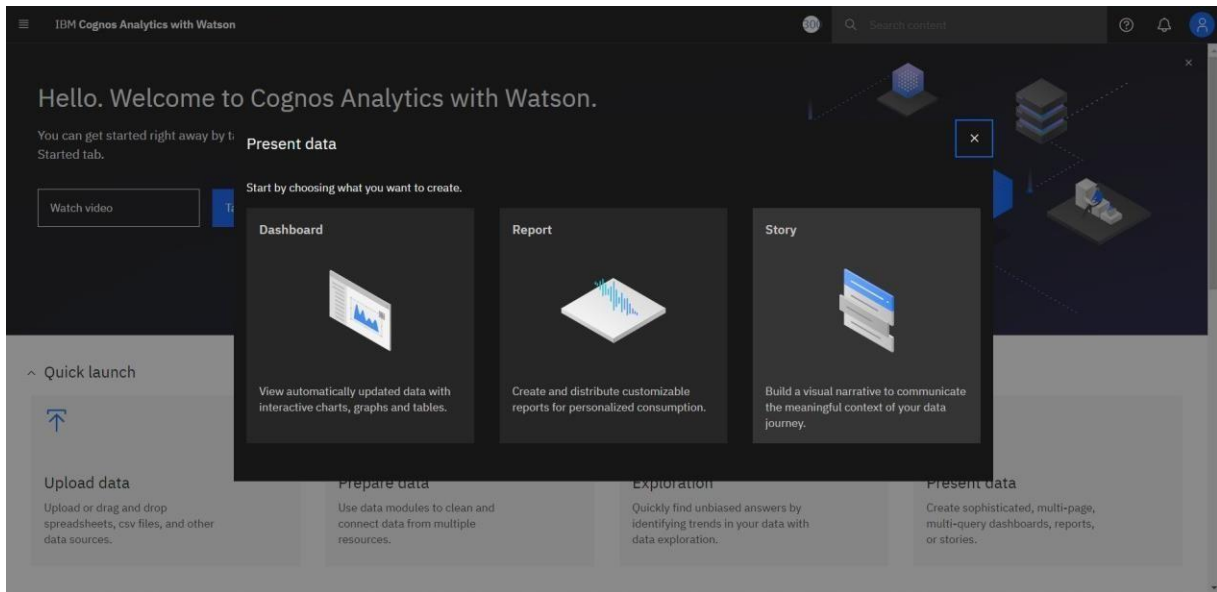 IBM Cognos Analytics with Watson
Search content
Hello. Welcome to Cognos Analytics with Watson.
You can get started right away by ta
Started tab.
Watch video
Ta
Present data
Start by choosing what you want to create.
Dashboard
View automatically updated data with
interactive charts, graphs and tables.
Report
Create and distribute customizable
reports for personalized consumption.
Story
Build a visual narrative to communicate
the meaningful context of your data
journey.
Quick launch
Upload data
Upload or drag and drop
spreadsheets, csv files, and other
data sources.
Prepare data
Use data modules to clean and
connect data from multiple
resources.
Exploration
Quickly find unbiased answers by
identifying trends in your data with
data exploration.
Present data
Create sophisticated, multi-page,
multi-query dashboards, reports,
or stories.